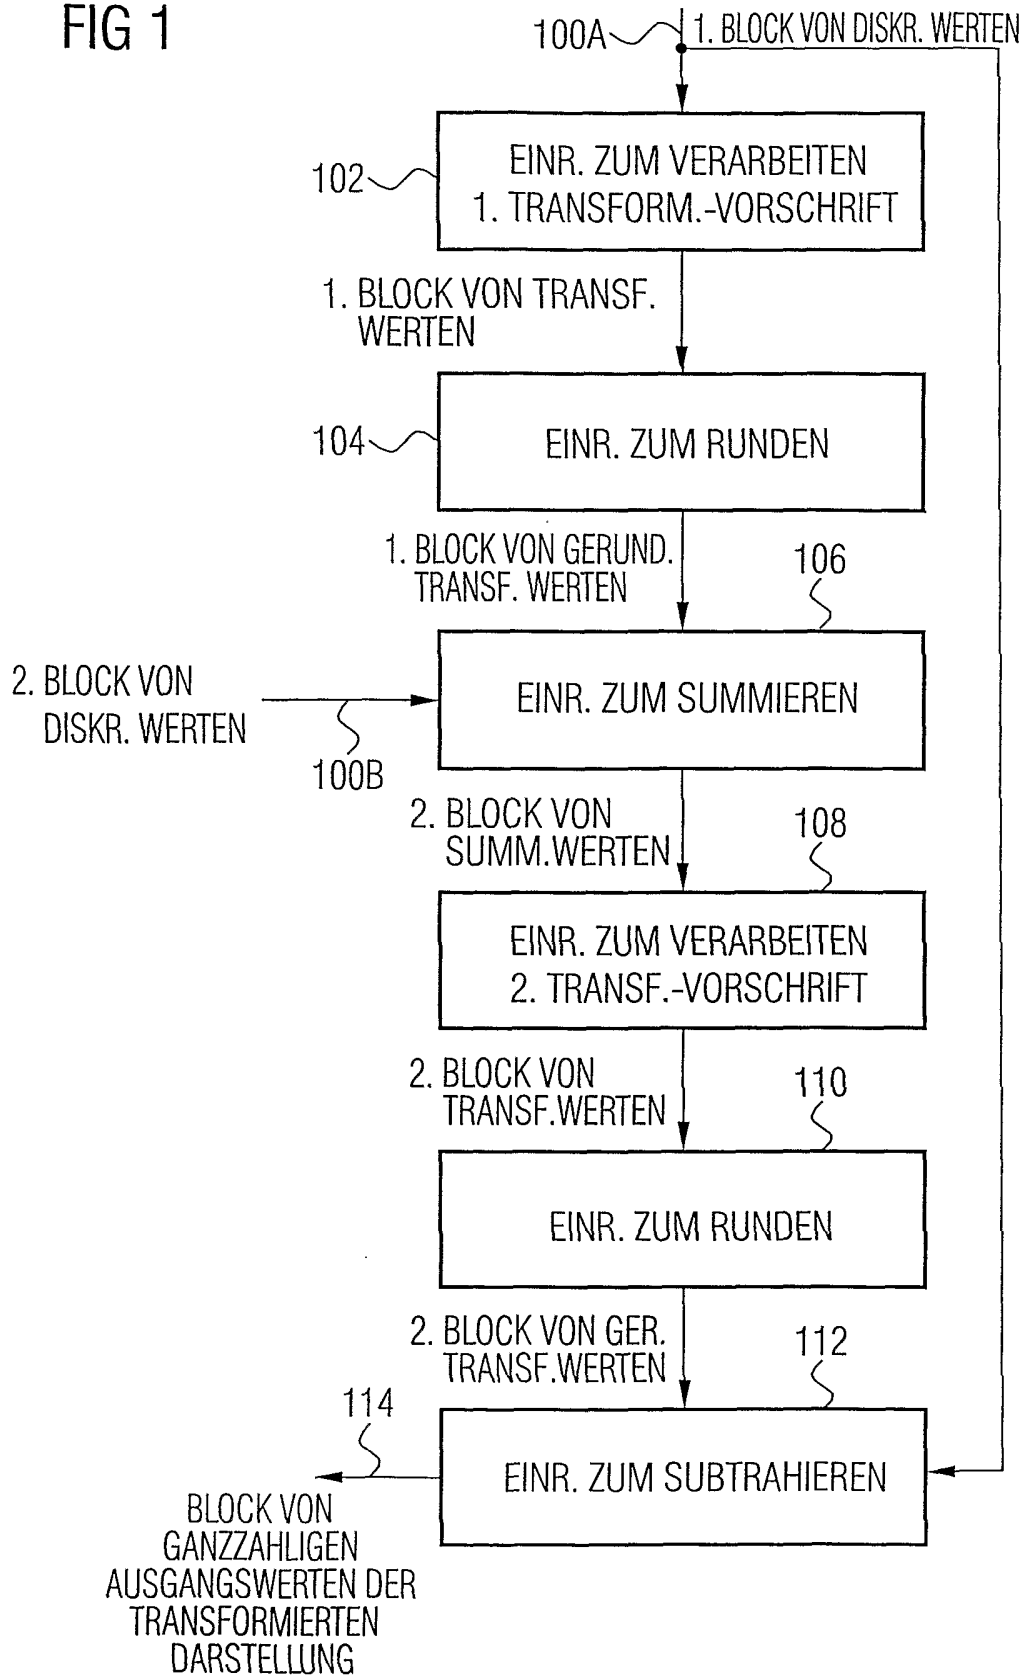 FIG 1
100A
1. BLOCK VON DISKR. WERTEN
102
EINR. ZUM VERARBEITEN
1. TRANSFORM.-VORSCHRIFT
1. BLOCK VON TRANSF.
WERTEN
104
EINR. ZUM RUNDEN
1. BLOCK VON GERUND.
TRANSF. WERTEN
106
2. BLOCK VON
DISKR. WERTEN
100B
EINR. ZUM SUMMIEREN
2. BLOCK VON
SUMM.WERTEN
108
EINR. ZUM VERARBEITEN
2. TRANSF.-VORSCHRIFT
2. BLOCK VON
TRANSF.WERTEN
110
EINR. ZUM RUNDEN
2. BLOCK VON GER.
TRANSF.WERTEN
112
114
EINR. ZUM SUBTRAHIEREN
BLOCK VON
GANZZAHLIGEN
AUSGANGSWERTEN DER
TRANSFORMIERTEN
DARSTELLUNG